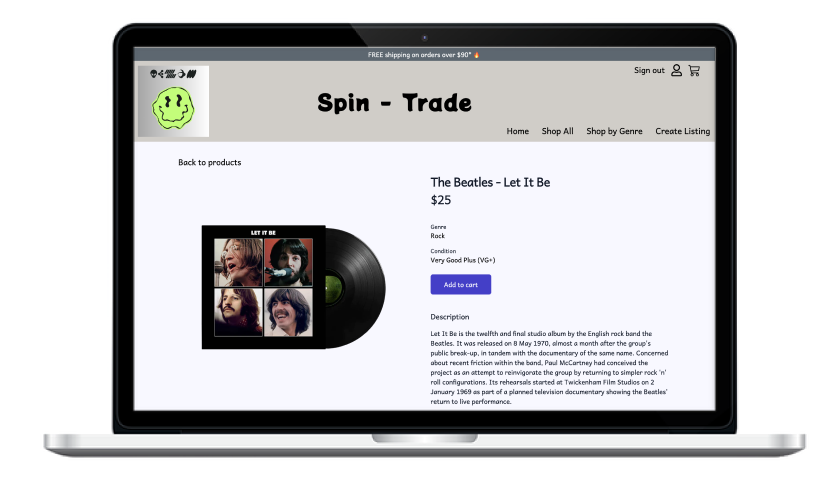 FREE shipping on orders over $90* 🔥
Sign out
Spin - Trade
Home Shop All Shop by Genre Create Listing
Back to products
The Beatles - Let It Be
$25
LET IT BE
Genre
Rock
Condition
Very Good Plus (VG+)
Add to cart
Description
Let It Be is the twelfth and final studio album by the English rock band the
Beatles. It was released on 8 May 1970, almost a month after the group's
public break-up, in tandem with the documentary of the same name. Concerned
about recent friction within the band, Paul McCartney had conceived the
project as an attempt to reinvigorate the group by returning to simpler rock 'n'
roll configurations. Its rehearsals started at Twickenham Film Studios on 2
January 1969 as part of a planned television documentary showing the Beatles'
return to live performance.